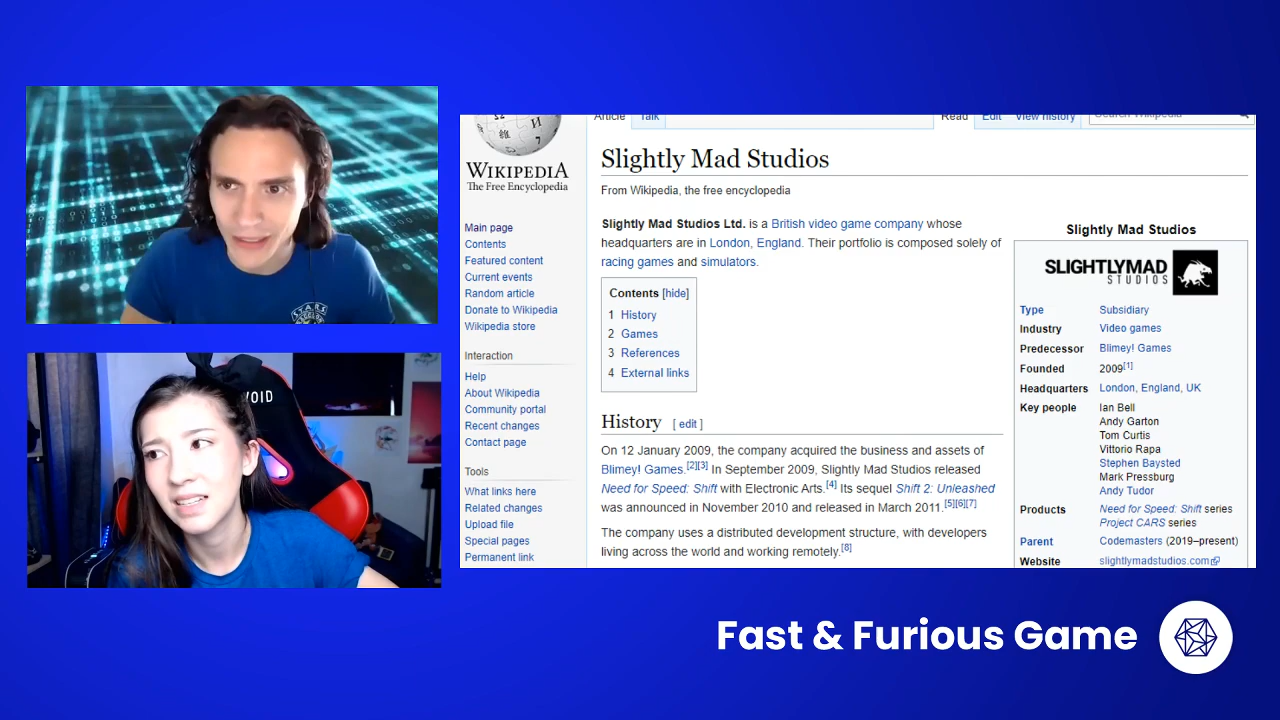 Article Talk Read Edit View history Search Wikipedia
WIKIPEDIA
The Free Encyclopedia
Main page
Contents
Featured content
Current events
Random article
Donate to Wikipedia
Wikipedia store
Interaction
Help
About Wikipedia
Community portal
Recent changes
Contact page
Tools
What links here
Related changes
Upload file
Special pages
Permanent link
Slightly Mad Studios
From Wikipedia, the free encyclopedia
Slightly Mad Studios Ltd. is a British video game company whose
headquarters are in London, England. Their portfolio is composed solely of
racing games and simulators.
Contents [hide]
1 History
2 Games
3 References
4 External links
History [ edit ]
On 12 January 2009, the company acquired the business and assets of
Blimey! Games.[2][3] In September 2009, Slightly Mad Studios released
Need for Speed: Shift with Electronic Arts.[4] Its sequel Shift 2: Unleashed
was announced in November 2010 and released in March 2011.[5][6][7]
The company uses a distributed development structure, with developers
living across the world and working remotely.[8]
Slightly Mad Studios
SLIGHTLYMAD
STUDIOS
Type Subsidiary
Industry Video games
Predecessor Blimey! Games
Founded 2009[1]
Headquarters London, England, UK
Key people Ian Bell
Andy Garton
Tom Curtis
Vittorio Rapa
Stephen Baysted
Mark Pressburg
Andy Tudor
Products Need for Speed: Shift series
Project CARS series
Parent Codemasters (2019–present)
Website slightlymadstudios.com
Fast & Furious Game